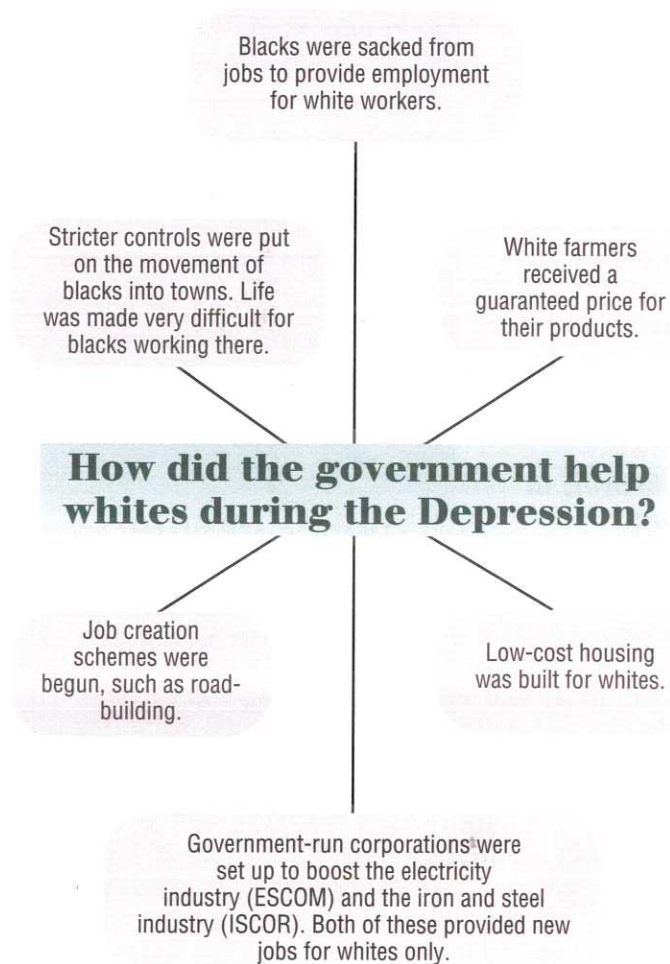 Blacks were sacked from
jobs to provide employment
for white workers.
Stricter controls were put
on the movement of
blacks into towns. Life
was made very difficult for
blacks working there.
White farmers
received a
guaranteed price for
their products.
How did the government help
whites during the Depression?
Job creation
schemes were
begun, such as road-
building.
Low-cost housing
was built for whites.
Government-run corporations were
set up to boost the electricity
industry (ESCOM) and the iron and steel
industry (ISCOR). Both of these provided new
jobs for whites only.